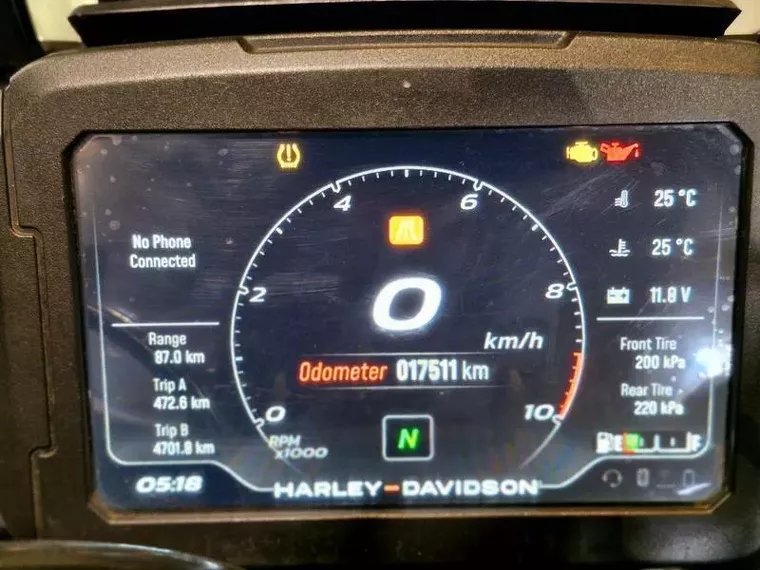 No Phone
Connected
Range
87.0 km
Trip A
472.6 km
Trip B
4701.8 km
05:18
0
2
4
6
8
10
RPM
x1000
0
km/h
Odometer 017511 km
N
HARLEY-DAVIDSON
25 °C
25 °C
11.8 V
Front Tire
200 kPa
Rear Tire
220 kPa
E F